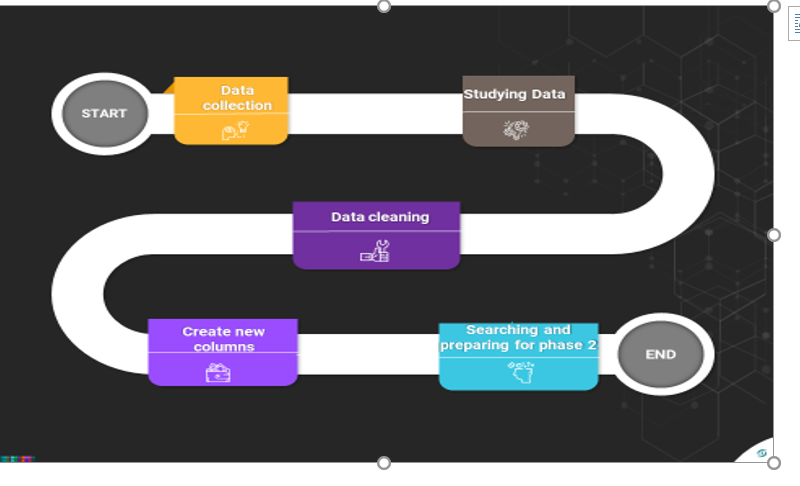 START
Data
collection
Studying Data
Data cleaning
Create new
columns
Searching and
preparing for phase 2
END